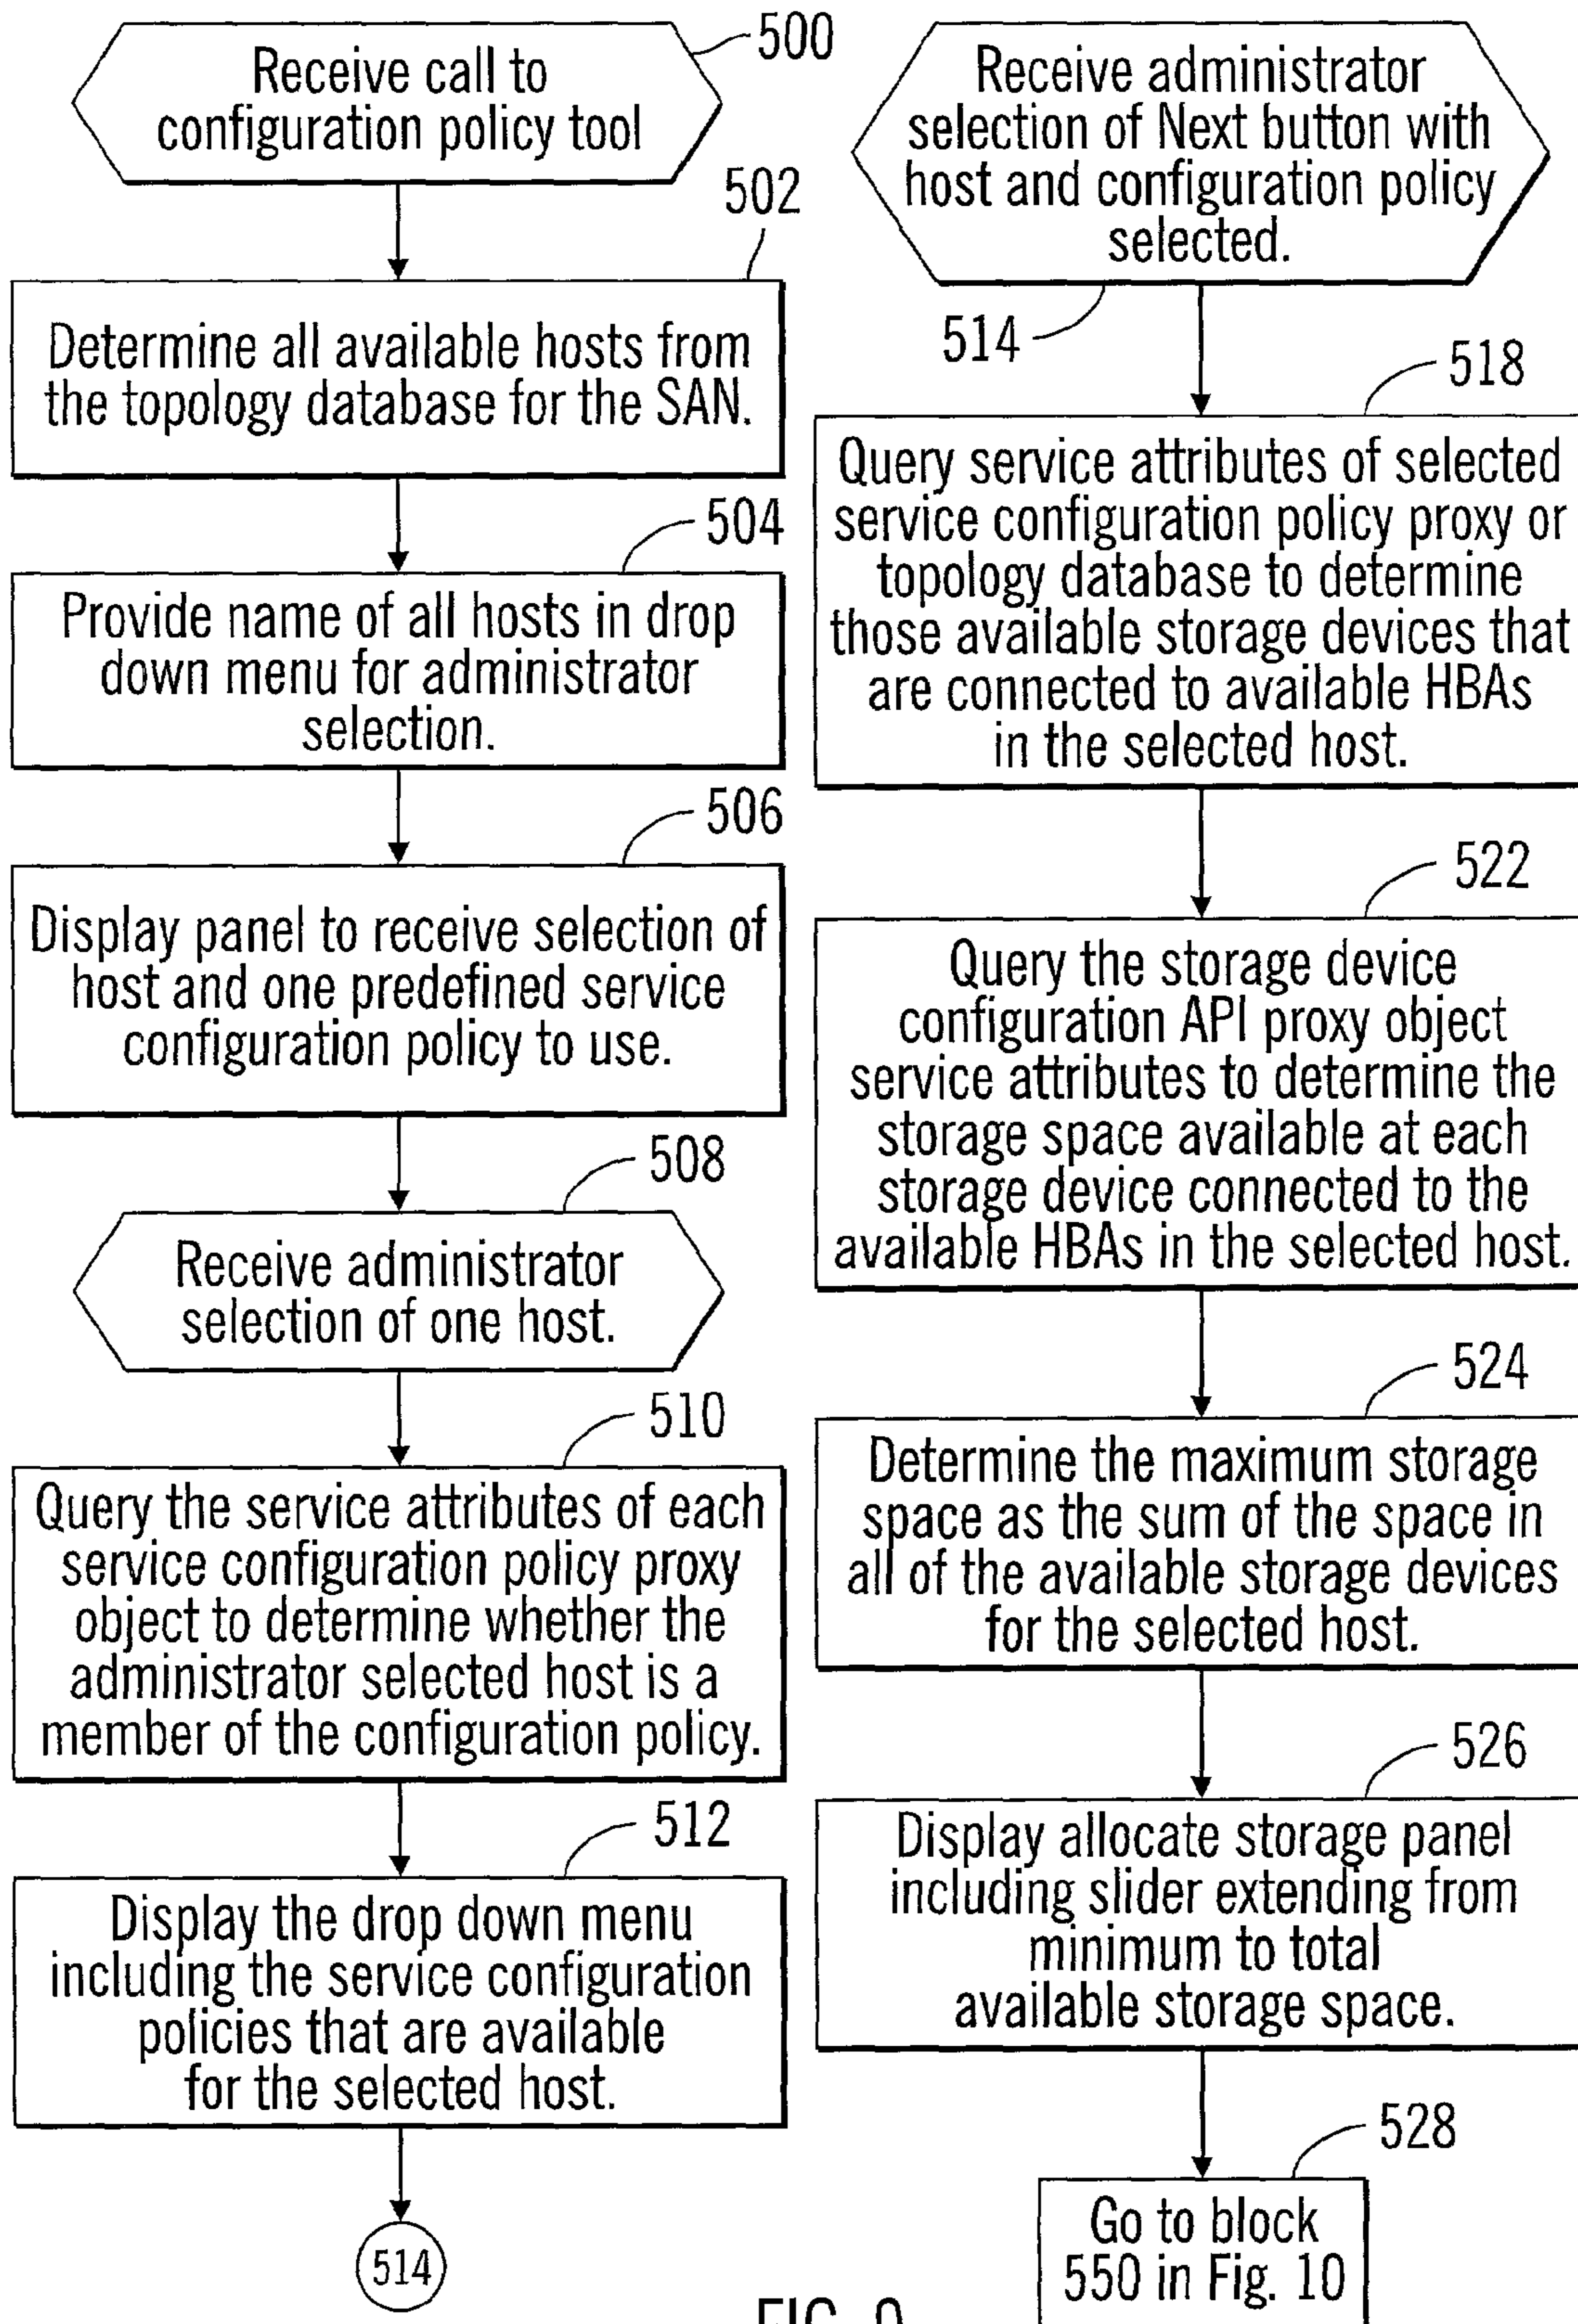 Receive call to
configuration policy tool
500
502
Determine all available hosts from
the topology database for the SAN.
504
Provide name of all hosts in drop
down menu for administrator
selection.
506
Display panel to receive selection of
host and one predefined service
configuration policy to use.
508
Receive administrator
selection of one host.
510
Query the service attributes of each
service configuration policy proxy
object to determine whether the
administrator selected host is a
member of the configuration policy.
512
Display the drop down menu
including the service configuration
policies that are available
for the selected host.
514
Receive administrator
selection of Next button with
host and configuration policy
selected.
514
518
Query service attributes of selected
service configuration policy proxy or
topology database to determine
those available storage devices that
are connected to available HBAs
in the selected host.
522
Query the storage device
configuration API proxy object
service attributes to determine the
storage space available at each
storage device connected to the
available HBAs in the selected host.
524
Determine the maximum storage
space as the sum of the space in
all of the available storage devices
for the selected host.
526
Display allocate storage panel
including slider extending from
minimum to total
available storage space.
528
Go to block
550 in Fig. 10
FIG. 9